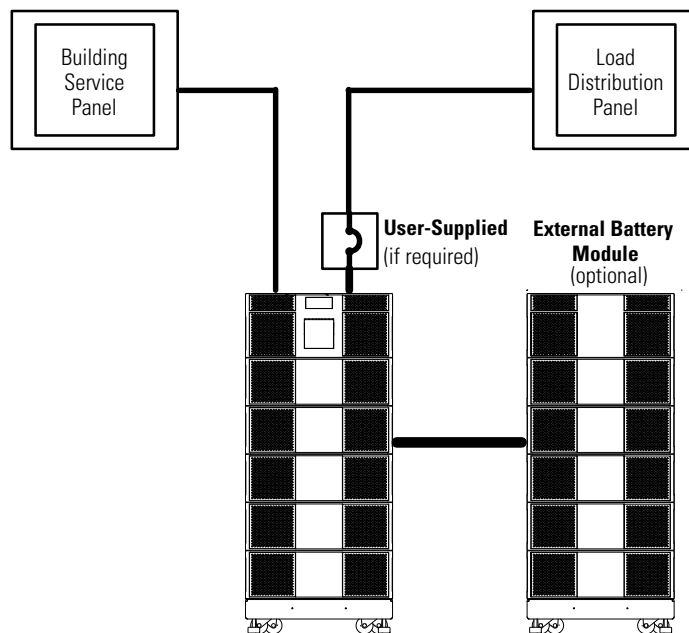 Building
Service
Panel
Load
Distribution
Panel
User-Supplied
(if required)
External Battery
Module
(optional)